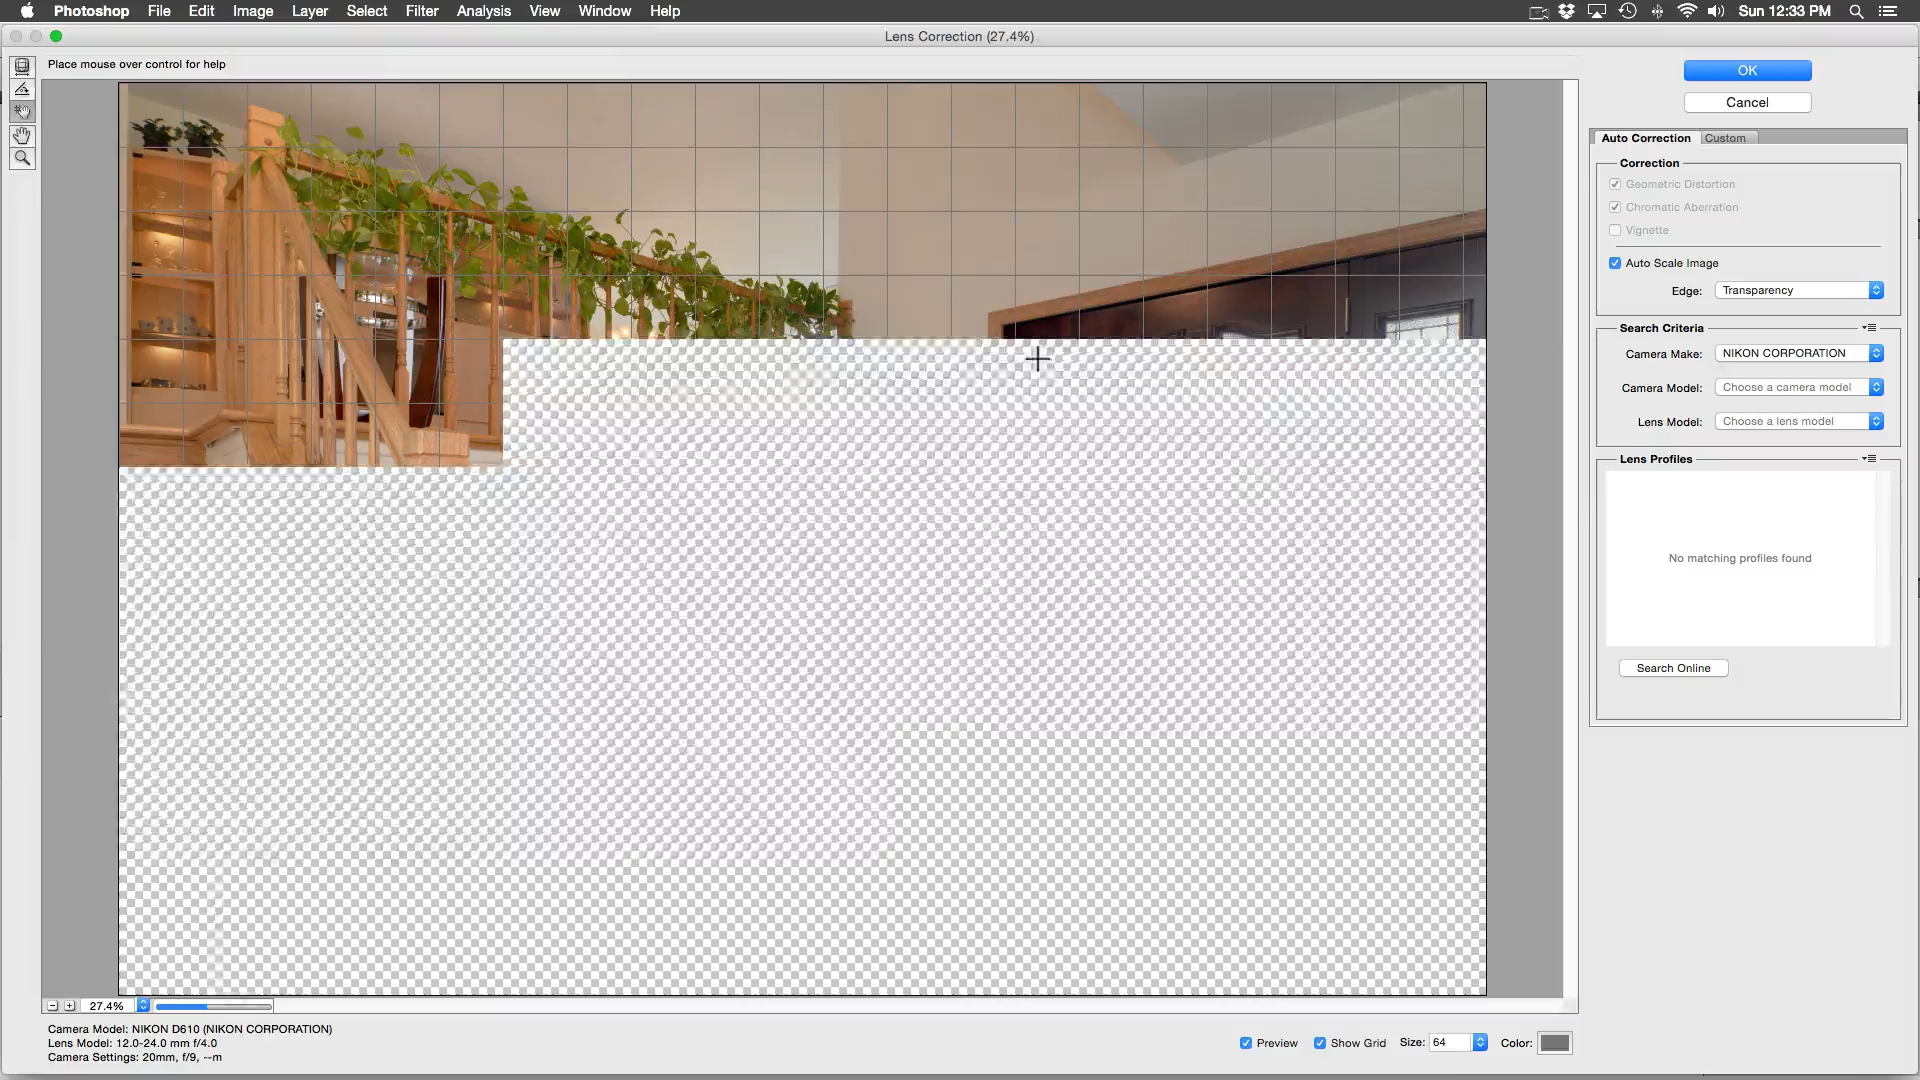 Photoshop File Edit Image Layer Select Filter Analysis View Window Help Sun 12:33 PM
Lens Correction (27.4%)
Place mouse over control for help
OK
Cancel
Auto Correction Custom
Correction
Geometric Distortion
Chromatic Aberration
Vignette
Auto Scale Image
Edge: Transparency
Search Criteria
Camera Make: NIKON CORPORATION
Camera Model: Choose a camera model
Lens Model: Choose a lens model
Lens Profiles
No matching profiles found
Search Online
27.4%
Camera Model: NIKON D610 (NIKON CORPORATION)
Lens Model: 12.0-24.0 mm f/4.0
Camera Settings: 20mm, f/9, --m
Preview Show Grid Size: 64 Color: